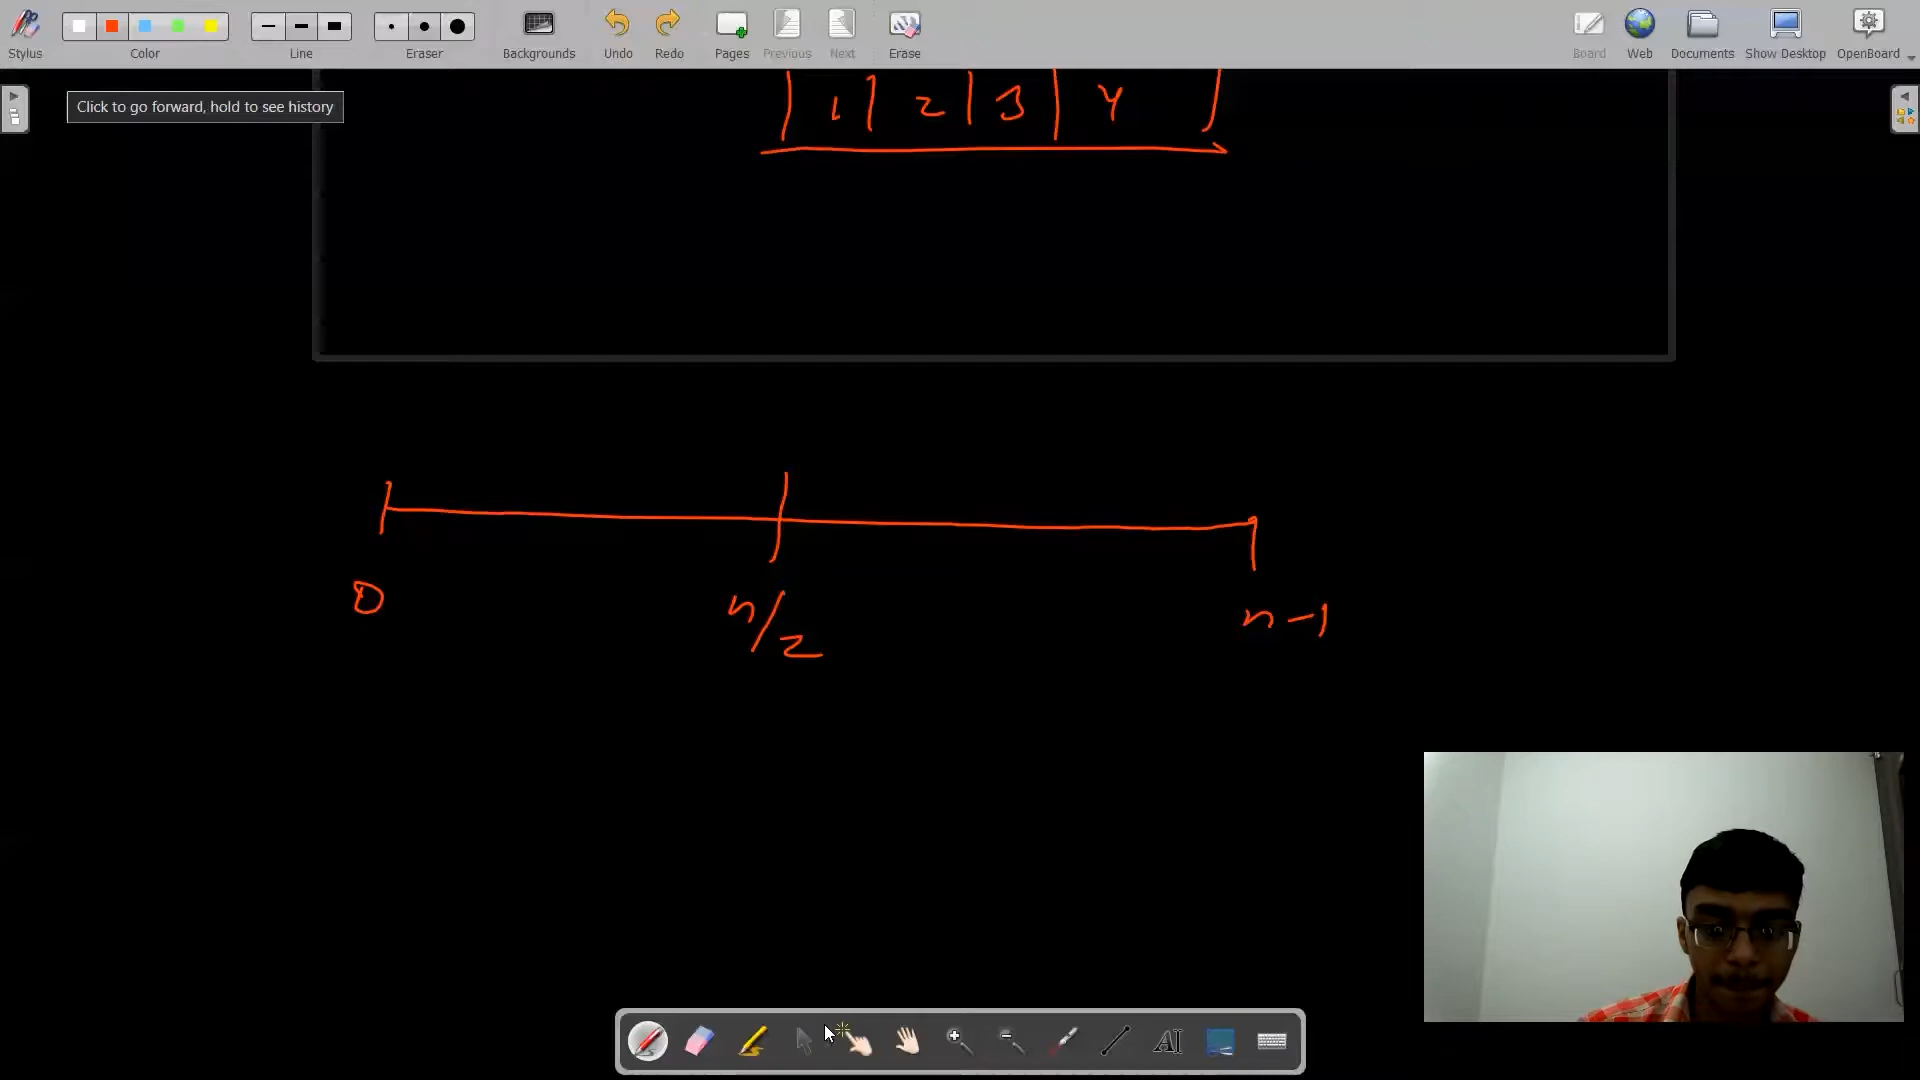 Stylus Color Line Eraser Backgrounds Undo Redo Pages Previous Next Erase Board Web Documents Show Desktop OpenBoard
Click to go forward, hold to see history
1 2 3 4
0 n/2 n-1
AI